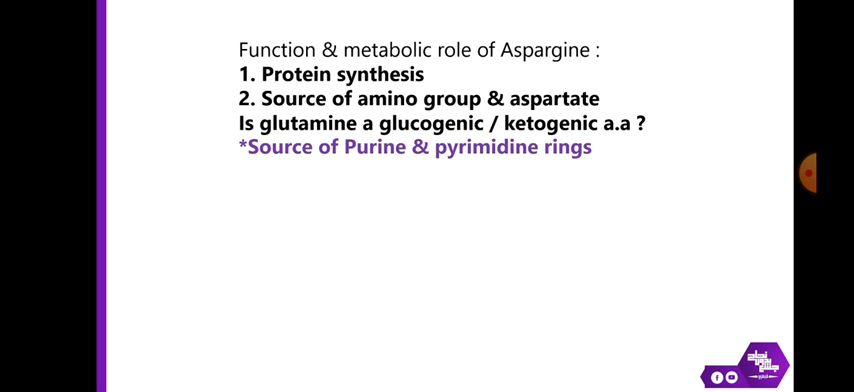 Function & metabolic role of Aspargine :
1. Protein synthesis
2. Source of amino group & aspartate
Is glutamine a glucogenic / ketogenic a.a ?
*Source of Purine & pyrimidine rings